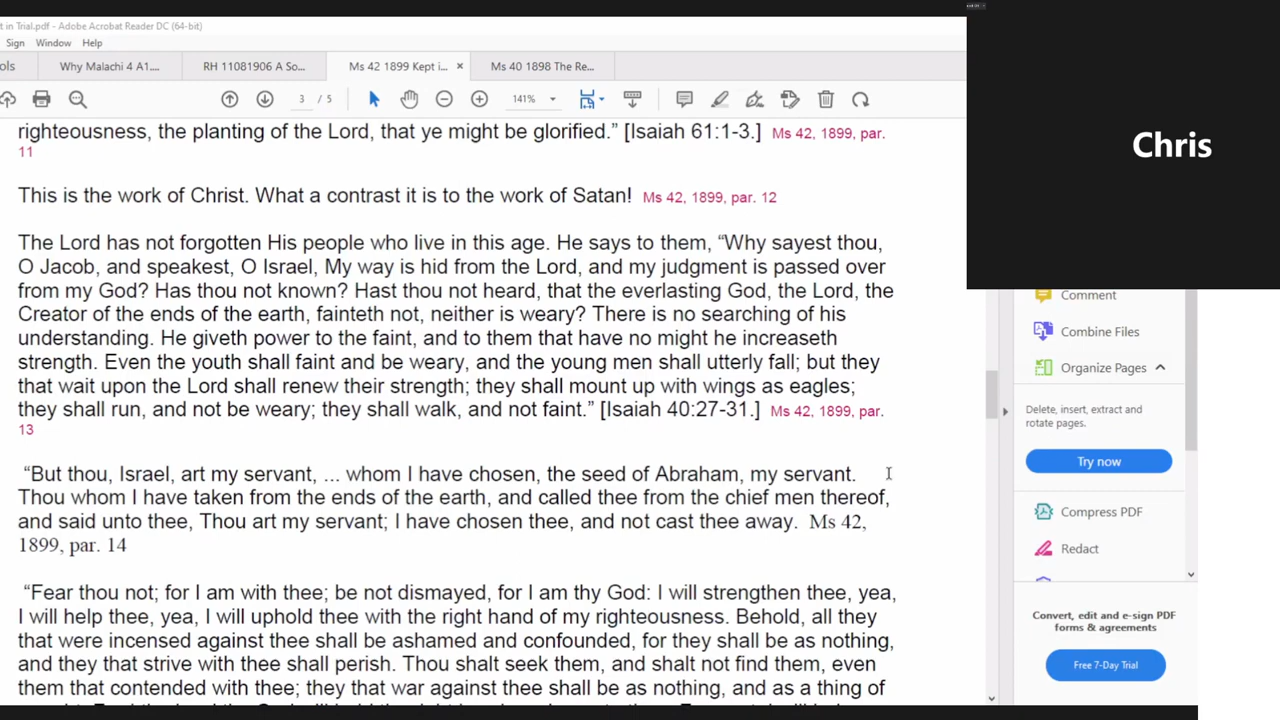 t in Trial.pdf - Adobe Acrobat Reader DC (64-bit)
Sign Window Help
ols Why Malachi 4 A1.... RH 11081906 A So... Ms 42 1899 Kept i... × Ms 40 1898 The Re...
3 / 5 141%
righteousness, the planting of the Lord, that ye might be glorified.” [Isaiah 61:1-3.] Ms 42, 1899, par.
11
This is the work of Christ. What a contrast it is to the work of Satan! Ms 42, 1899, par. 12
The Lord has not forgotten His people who live in this age. He says to them, “Why sayest thou,
O Jacob, and speakest, O Israel, My way is hid from the Lord, and my judgment is passed over
from my God? Has thou not known? Hast thou not heard, that the everlasting God, the Lord, the
Creator of the ends of the earth, fainteth not, neither is weary? There is no searching of his
understanding. He giveth power to the faint, and to them that have no might he increaseth
strength. Even the youth shall faint and be weary, and the young men shall utterly fall; but they
that wait upon the Lord shall renew their strength; they shall mount up with wings as eagles;
they shall run, and not be weary; they shall walk, and not faint.” [Isaiah 40:27-31.] Ms 42, 1899, par.
13
“But thou, Israel, art my servant, ... whom I have chosen, the seed of Abraham, my servant.
Thou whom I have taken from the ends of the earth, and called thee from the chief men thereof,
and said unto thee, Thou art my servant; I have chosen thee, and not cast thee away. Ms 42,
1899, par. 14
“Fear thou not; for I am with thee; be not dismayed, for I am thy God: I will strengthen thee, yea,
I will help thee, yea, I will uphold thee with the right hand of my righteousness. Behold, all they
that were incensed against thee shall be ashamed and confounded, for they shall be as nothing,
and they that strive with thee shall perish. Thou shalt seek them, and shalt not find them, even
them that contended with thee; they that war against thee shall be as nothing, and as a thing of
Chris
Comment
Combine Files
Organize Pages
Delete, insert, extract and
rotate pages.
Try now
Compress PDF
Redact
Convert, edit and e-sign PDF
forms & agreements
Free 7-Day Trial